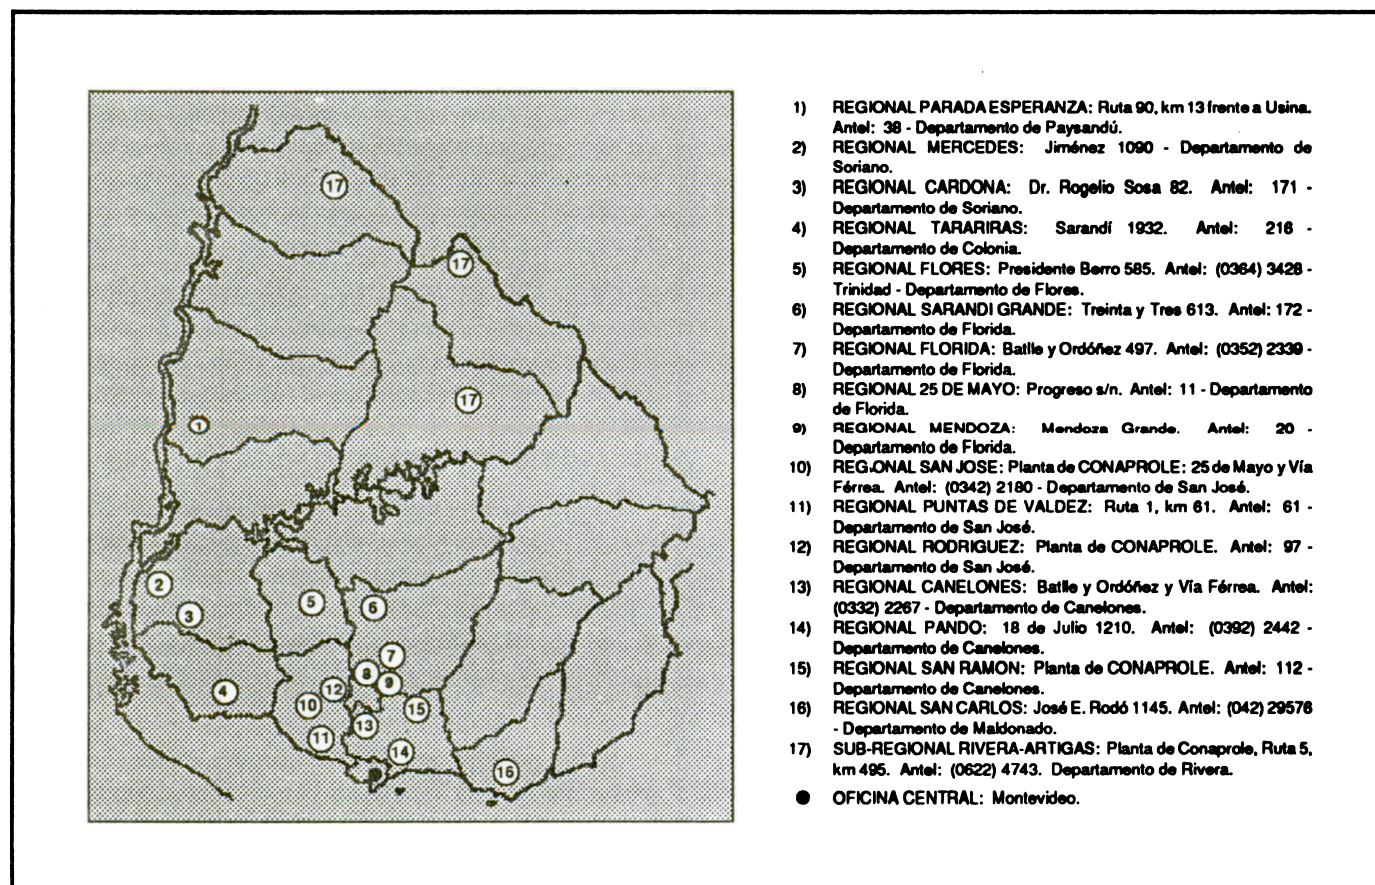 17
17
17
1
2
3
4
5
6
7
8
9
10
11
12
13
14
15
16
1) REGIONAL PARADA ESPERANZA: Ruta 90, km 13 frente a Usina.
Antel: 38 - Departamento de Paysandú.
2) REGIONAL MERCEDES: Jiménez 1090 - Departamento de
Soriano.
3) REGIONAL CARDONA: Dr. Rogelio Sosa 82. Antel: 171 -
Departamento de Soriano.
4) REGIONAL TARARIRAS: Sarandí 1932. Antel: 216 -
Departamento de Colonia.
5) REGIONAL FLORES: Presidente Berro 585. Antel: (0364) 3428 -
Trinidad - Departamento de Flores.
6) REGIONAL SARANDI GRANDE: Treinta y Tres 613. Antel: 172 -
Departamento de Florida.
7) REGIONAL FLORIDA: Batlle y Ordóñez 497. Antel: (0352) 2339 -
Departamento de Florida.
8) REGIONAL 25 DE MAYO: Progreso s/n. Antel: 11 - Departamento
de Florida.
9) REGIONAL MENDOZA: Mendoza Grande. Antel: 20 -
Departamento de Florida.
10) REGIONAL SAN JOSE: Planta de CONAPROLE: 25 de Mayo y Vía
Férrea. Antel: (0342) 2180 - Departamento de San José.
11) REGIONAL PUNTAS DE VALDEZ: Ruta 1, km 61. Antel: 61 -
Departamento de San José.
12) REGIONAL RODRIGUEZ: Planta de CONAPROLE. Antel: 97 -
Departamento de San José.
13) REGIONAL CANELONES: Batlle y Ordóñez y Vía Férrea. Antel:
(0332) 2267 - Departamento de Canelones.
14) REGIONAL PANDO: 18 de Julio 1210. Antel: (0392) 2442 -
Departamento de Canelones.
15) REGIONAL SAN RAMON: Planta de CONAPROLE. Antel: 112 -
Departamento de Canelones.
16) REGIONAL SAN CARLOS: José E. Rodó 1145. Antel: (042) 29576
- Departamento de Maldonado.
17) SUB-REGIONAL RIVERA-ARTIGAS: Planta de Conaprole, Ruta 5,
km 495. Antel: (0622) 4743. Departamento de Rivera.
● OFICINA CENTRAL: Montevideo.